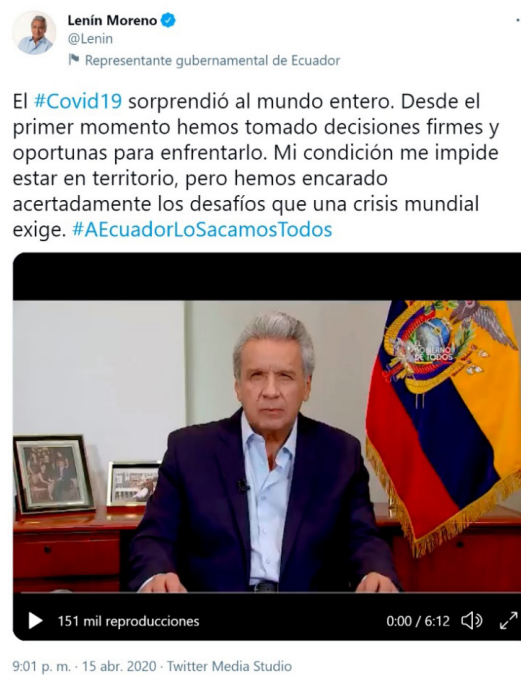 Lenín Moreno
@Lenin
Representante gubernamental de Ecuador
El #Covid19 sorprendió al mundo entero. Desde el
primer momento hemos tomado decisiones firmes y
oportunas para enfrentarlo. Mi condición me impide
estar en territorio, pero hemos encarado
acertadamente los desafíos que una crisis mundial
exige. #AEcuadorLoSacamosTodos
EL
GOBIERNO
DE TODOS
151 mil reproducciones
0:00 / 6:12
9:01 p. m. · 15 abr. 2020 · Twitter Media Studio